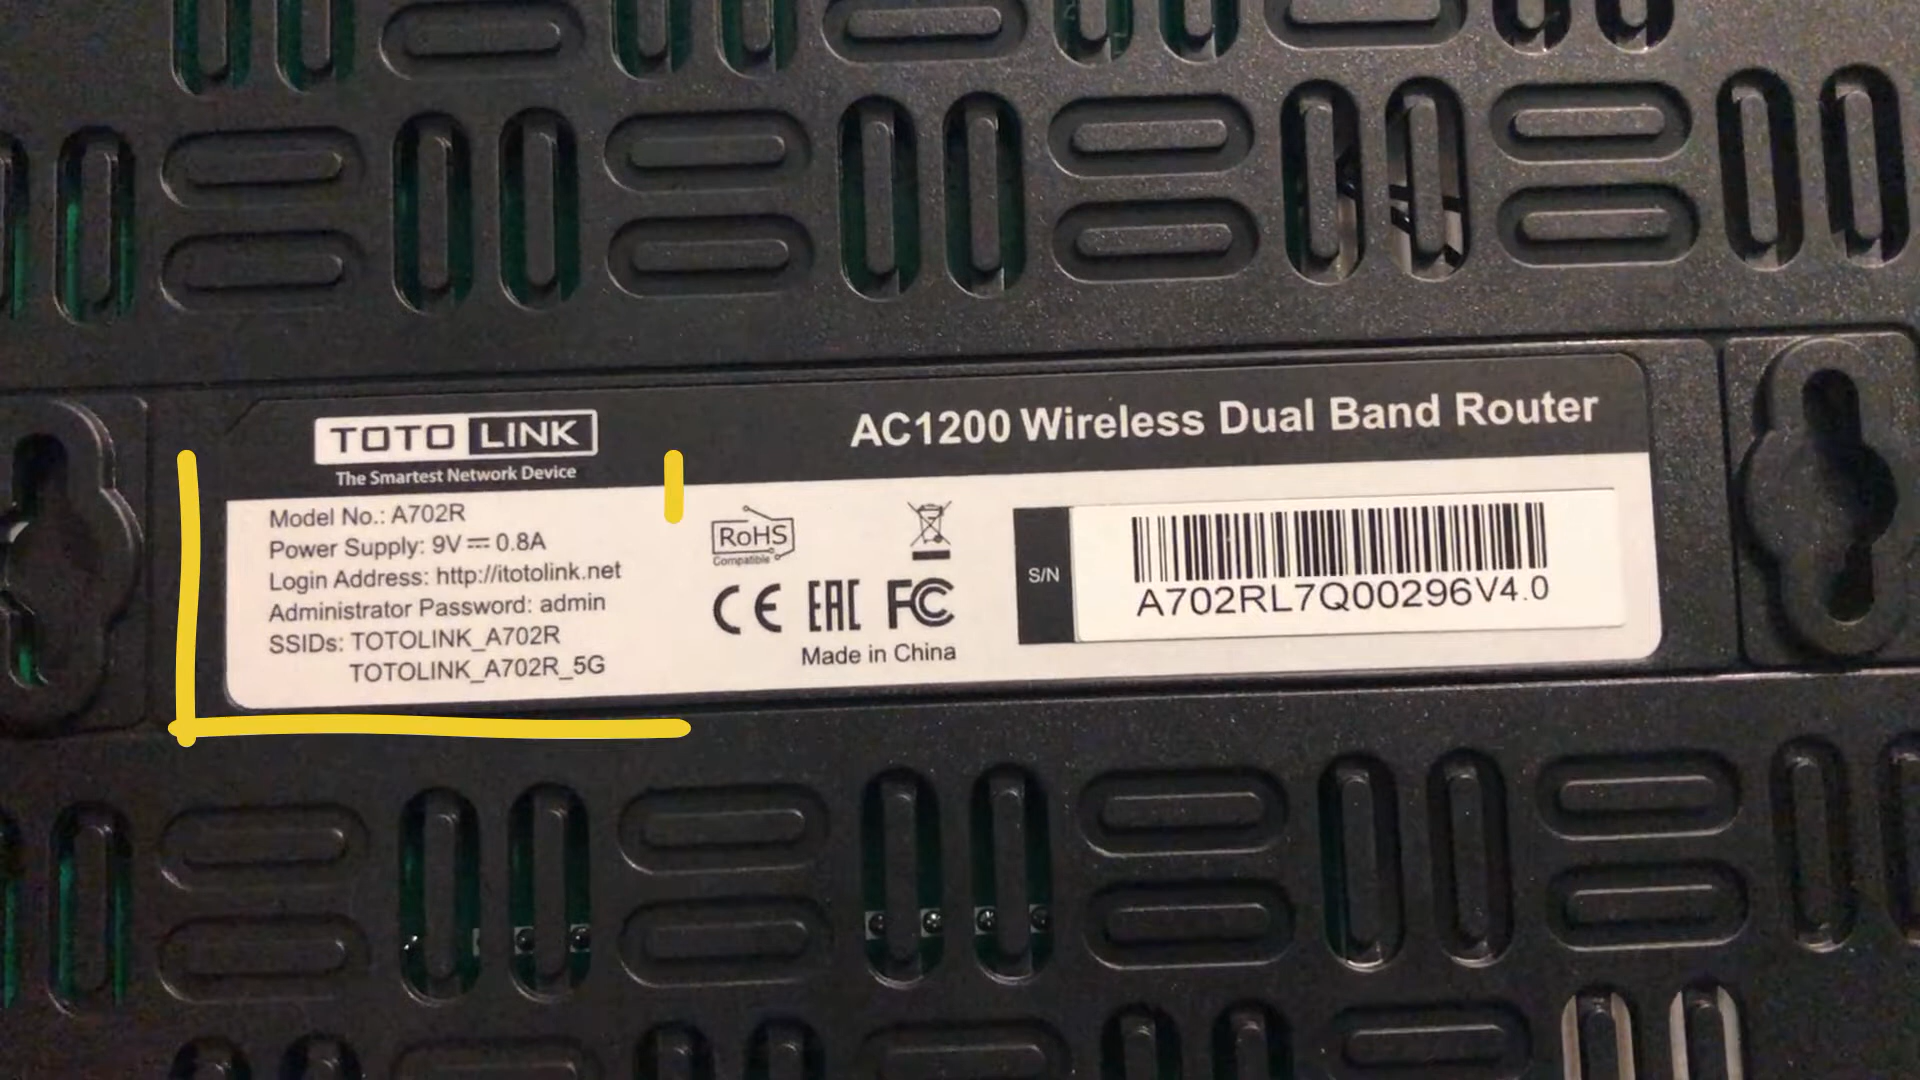 TOTO LINK
The Smartest Network Device
AC1200 Wireless Dual Band Router
Model No.: A702R
Power Supply: 9V⎓0.8A
Login Address: http://itotolink.net
Administrator Password: admin
SSIDs: TOTOLINK_A702R
TOTOLINK_A702R_5G
RoHS
Compatible
CE EAC FC
Made in China
S/N
A702RL7Q00296V4.0